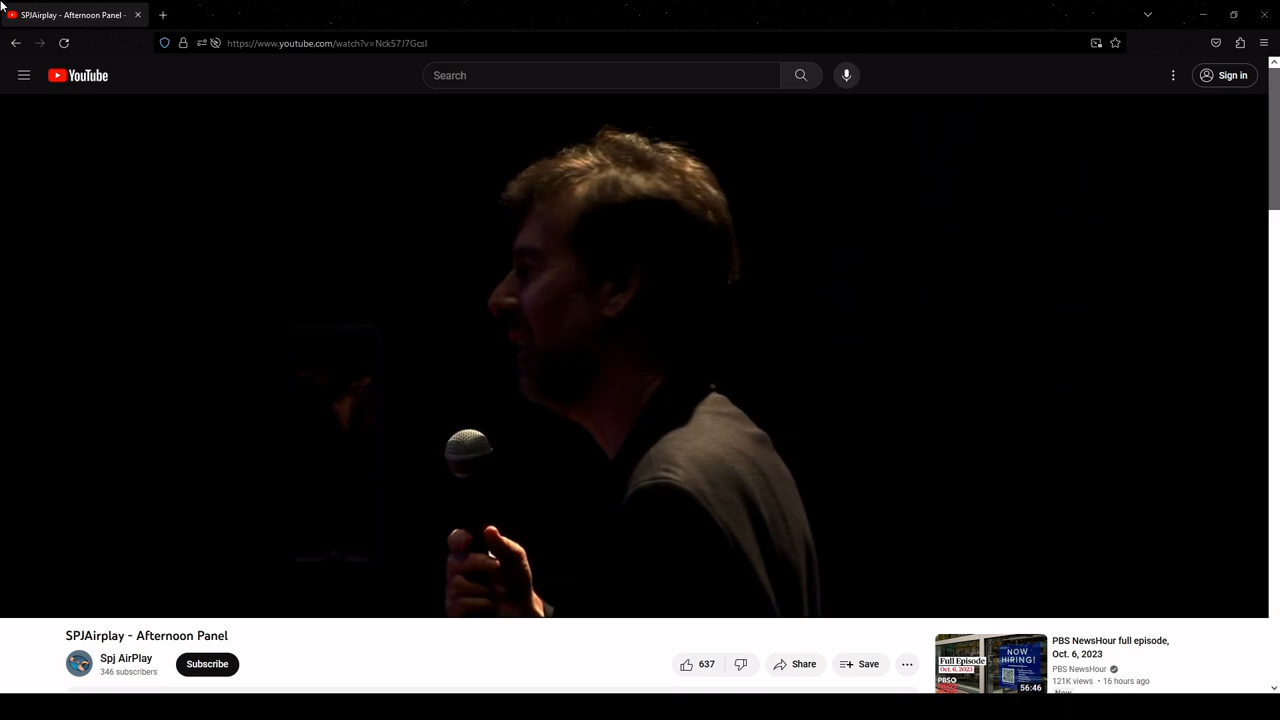 SPJAirplay - Afternoon Panel -
https://www.youtube.com/watch?v=Nck57J7GcsI
YouTube
Search
Sign in
SPJAirplay - Afternoon Panel
Spj AirPlay
346 subscribers
Subscribe
637
Share
Save
Full Episode
Oct. 6, 2023
PBS
NOW
HIRING!
56:46
PBS NewsHour full episode,
Oct. 6, 2023
PBS NewsHour
121K views • 16 hours ago